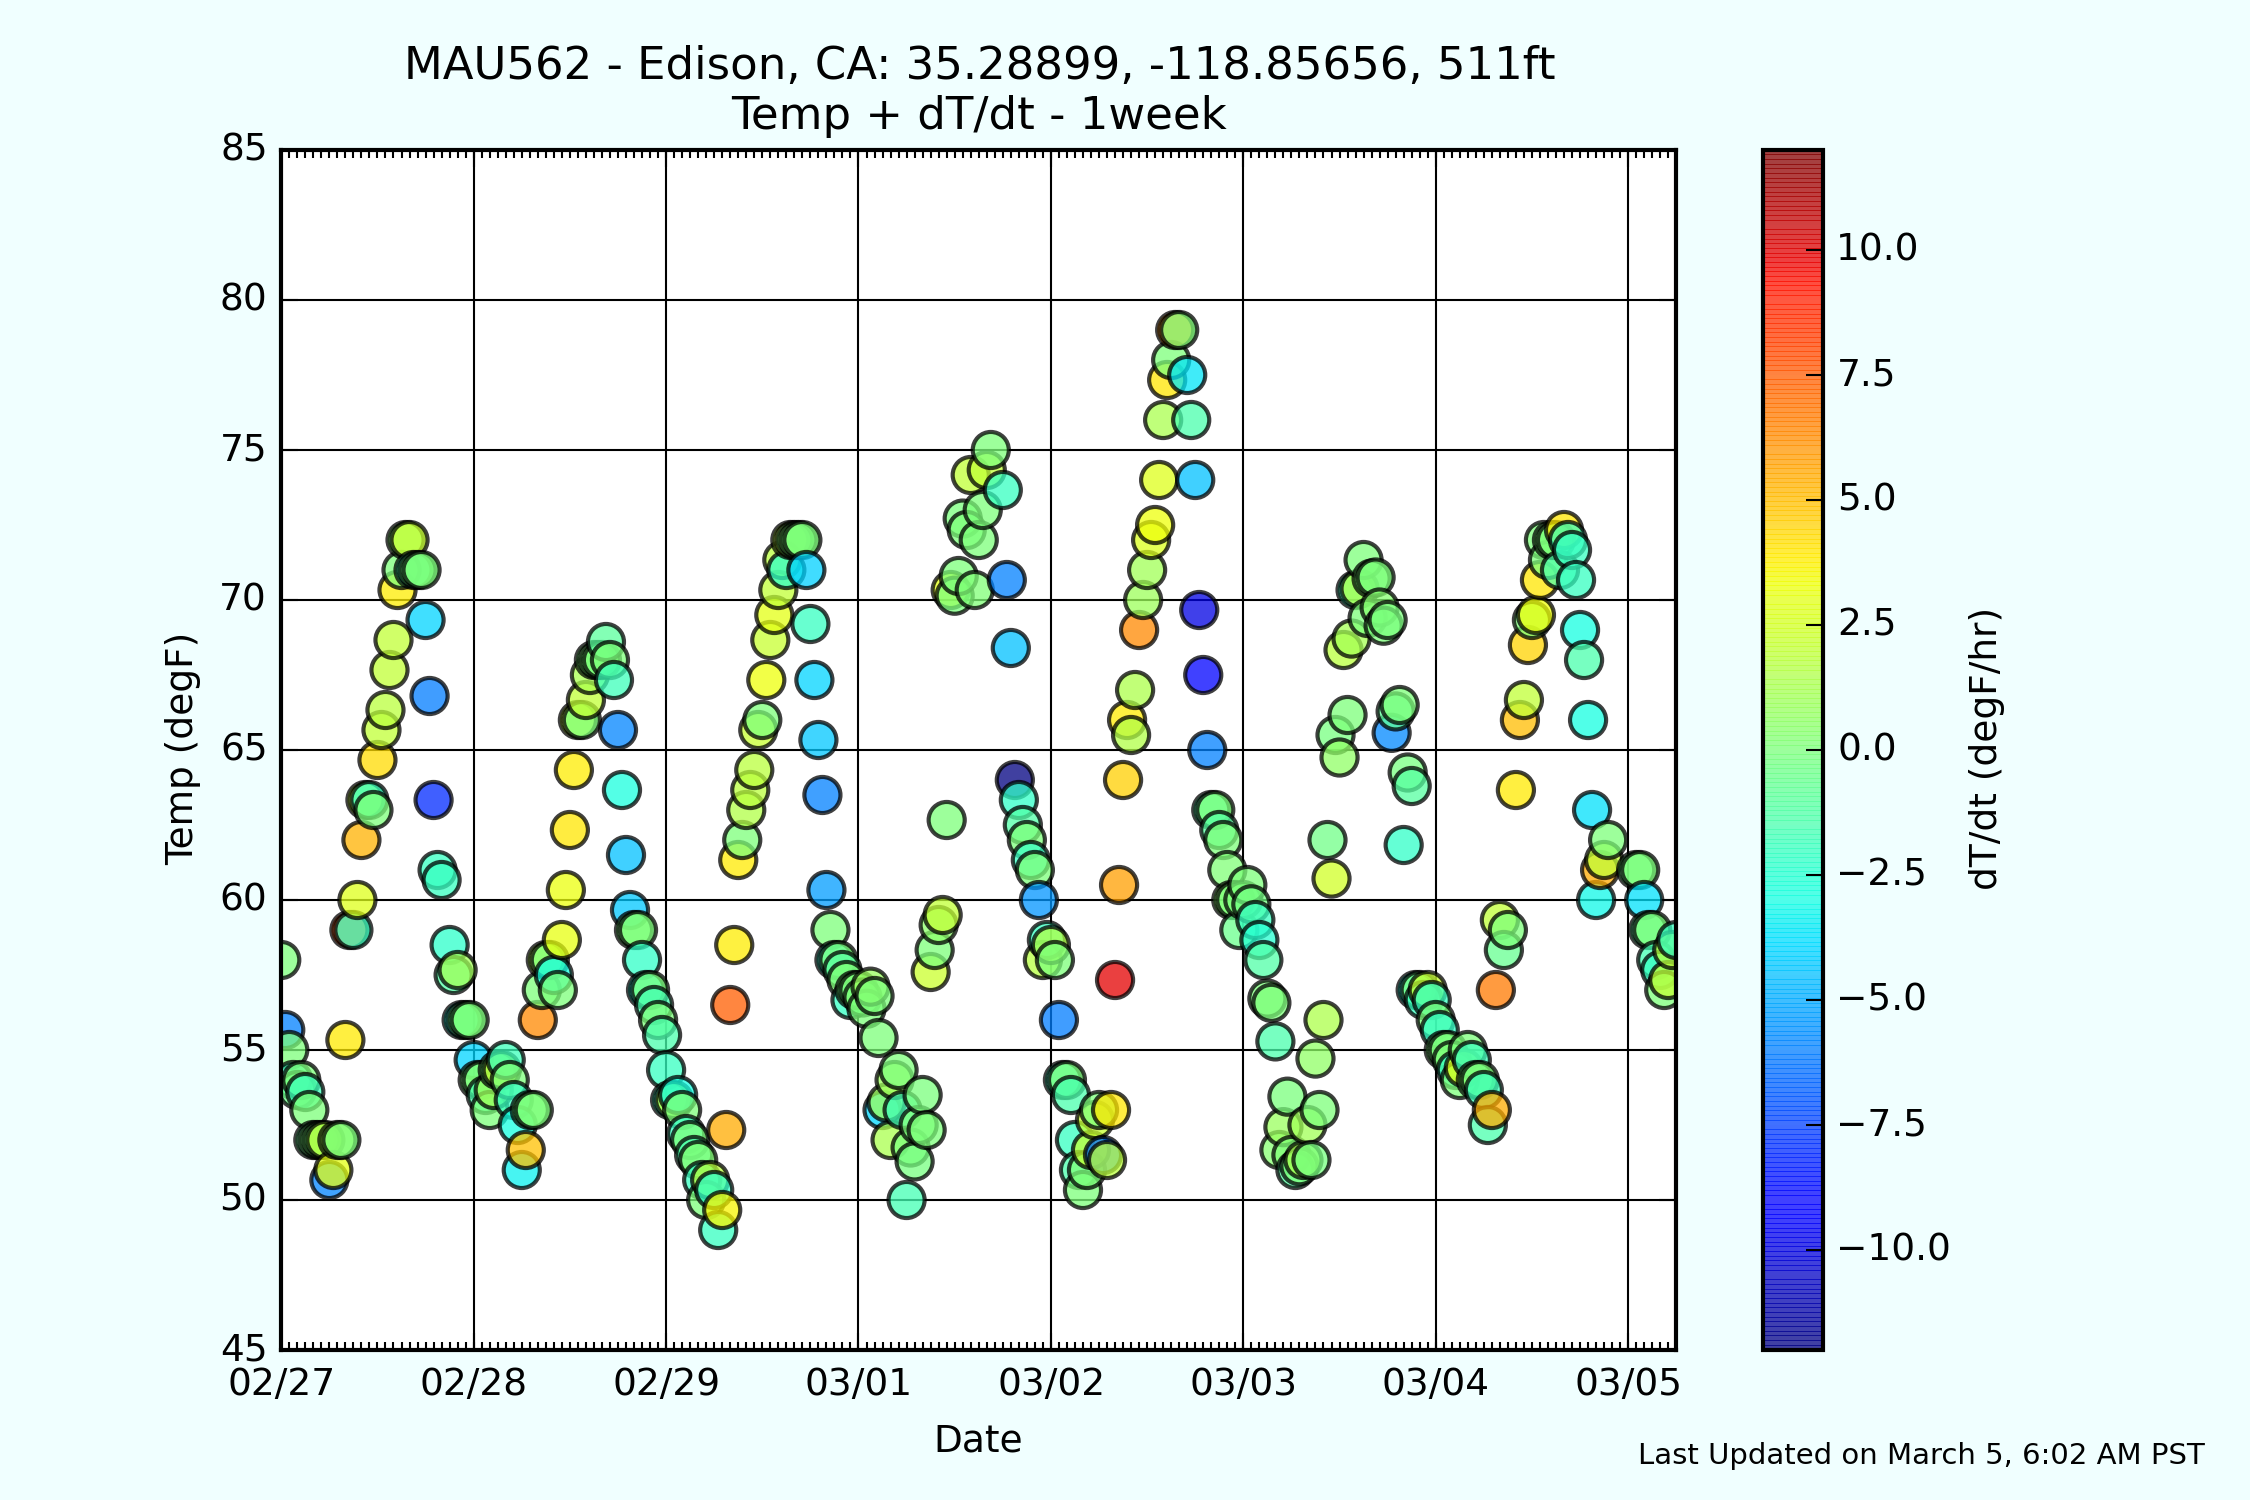 MAU562 - Edison, CA: 35.28899, -118.85656, 511ft
Temp + dT/dt - 1week
85
80
75
70
65
60
55
50
45
Temp (degF)
02/27 02/28 02/29 03/01 03/02 03/03 03/04 03/05
Date
10.0
7.5
5.0
2.5
0.0
−2.5
−5.0
−7.5
−10.0
dT/dt (degF/hr)
Last Updated on March 5, 6:02 AM PST